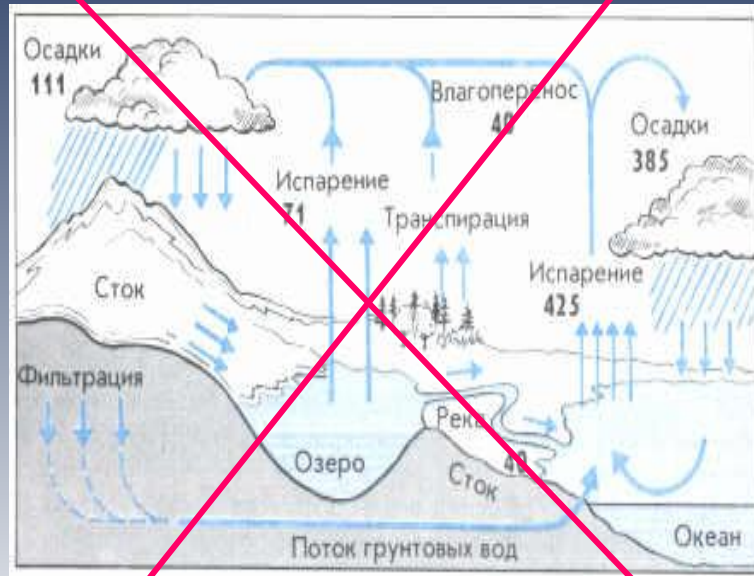 Осадки
111
Влагоперенос
40
Осадки
385
Испарение
71
Транспирация
Испарение
425
Сток
Фильтрация
Река
40
Озеро
Сток
Океан
Поток грунтовых вод